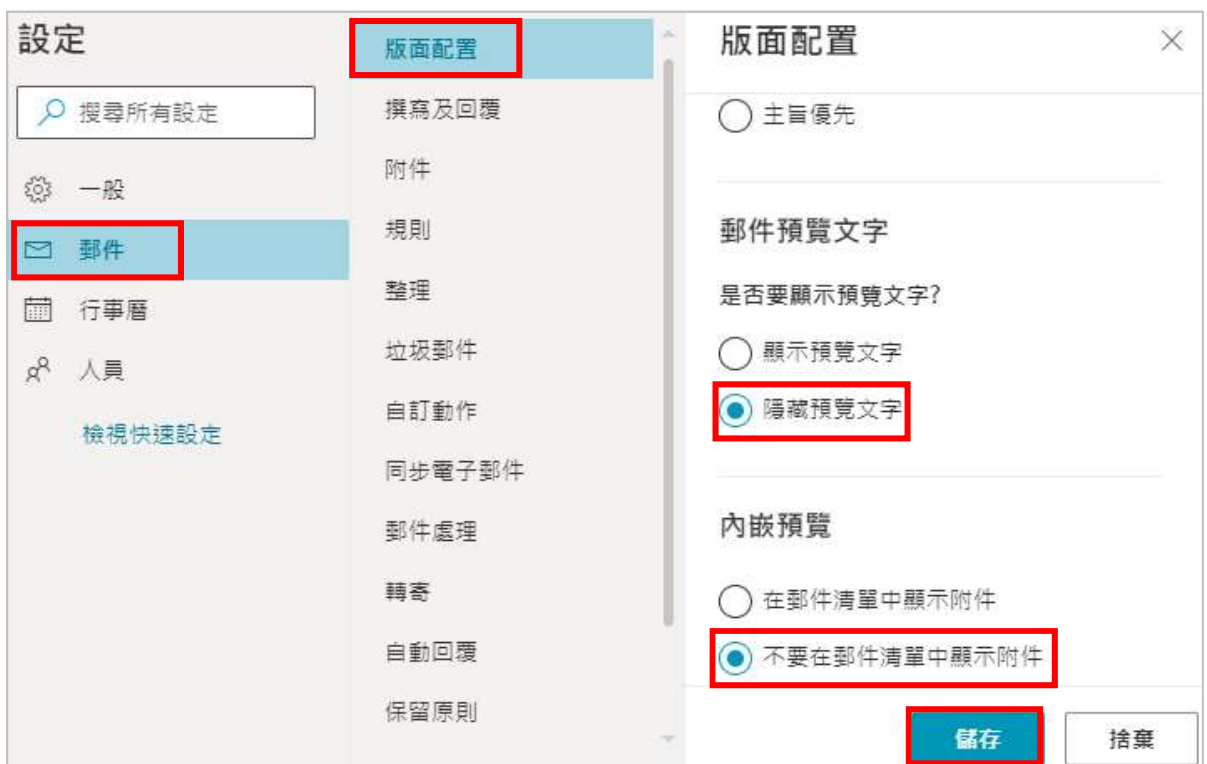 設定
搜尋所有設定
一般
郵件
行事曆
人員
檢視快速設定
版面配置
撰寫及回覆
附件
規則
整理
垃圾郵件
自訂動作
同步電子郵件
郵件處理
轉寄
自動回覆
保留原則
版面配置
主旨優先
郵件預覽文字
是否要顯示預覽文字?
顯示預覽文字
隱藏預覽文字
內嵌預覽
在郵件清單中顯示附件
不要在郵件清單中顯示附件
儲存
捨棄